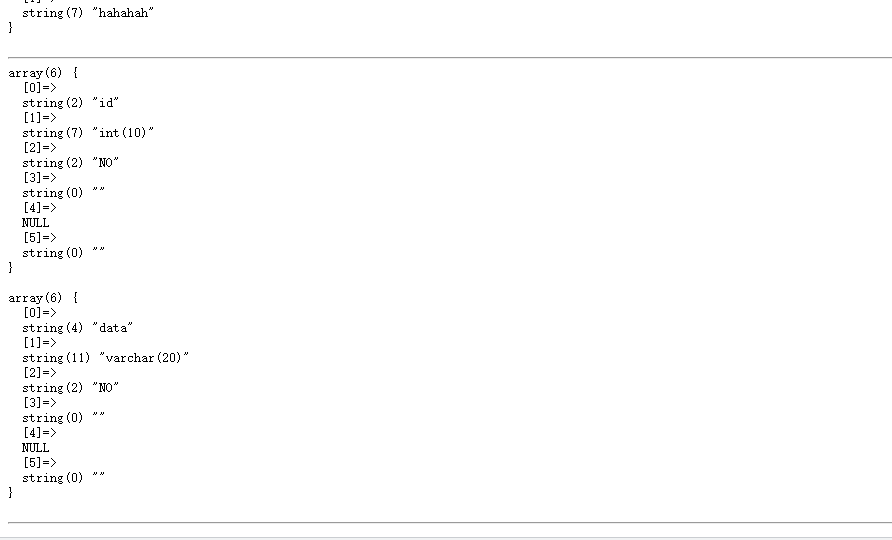 string(7) "hahahah"
}
array(6) {
[0]=>
string(2) "id"
[1]=>
string(7) "int(10)"
[2]=>
string(2) "NO"
[3]=>
string(0) ""
[4]=>
NULL
[5]=>
string(0) ""
}
array(6) {
[0]=>
string(4) "data"
[1]=>
string(11) "varchar(20)"
[2]=>
string(2) "NO"
[3]=>
string(0) ""
[4]=>
NULL
[5]=>
string(0) ""
}